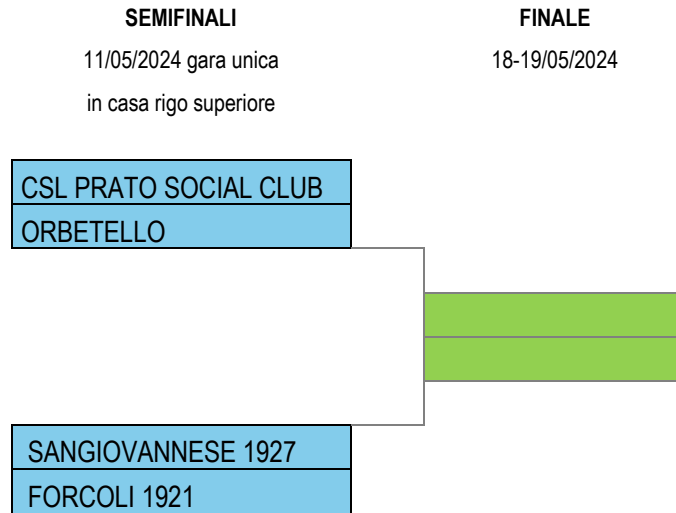 SEMIFINALI
FINALE
11/05/2024 gara unica
18-19/05/2024
in casa rigo superiore
CSL PRATO SOCIAL CLUB
ORBETELLO
SANGIOVANNESE 1927
FORCOLI 1921